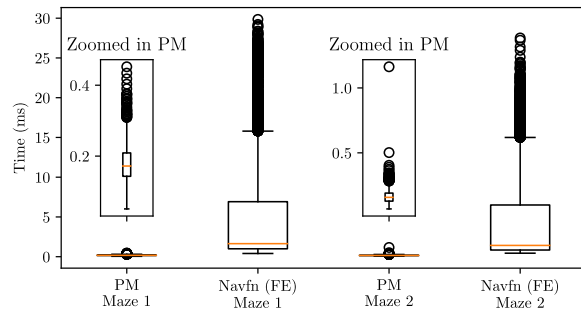 Time (ms)
30
25
20
15
10
5
0
Zoomed in PM
0.4
0.2
Zoomed in PM
1.0
0.5
PM
Maze 1
Navfn (FE)
Maze 1
PM
Maze 2
Navfn (FE)
Maze 2